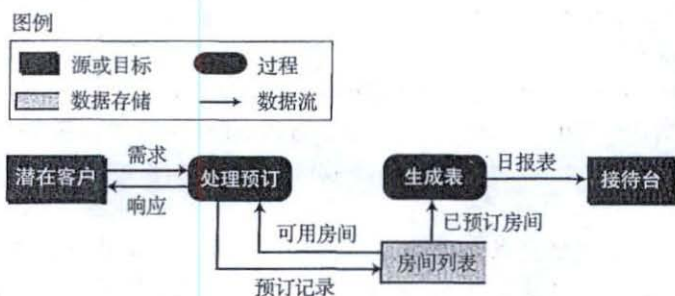 图例
源或目标 过程
数据存储 数据流
需求 日报表
潜在客户 处理预订 生成表 接待台
响应 可用房间 已预订房间
房间列表
预订记录